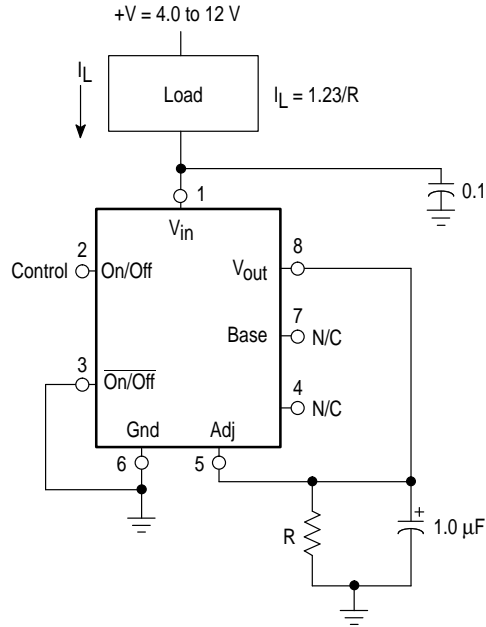 +V = 4.0 to 12 V
I_L
Load
I_L = 1.23/R
1
0.1
V_in
2
8
Control
On/Off
V_out
7
Base
N/C
3
On/Off
4
N/C
Gnd
Adj
6
5
R
+
1.0 µF